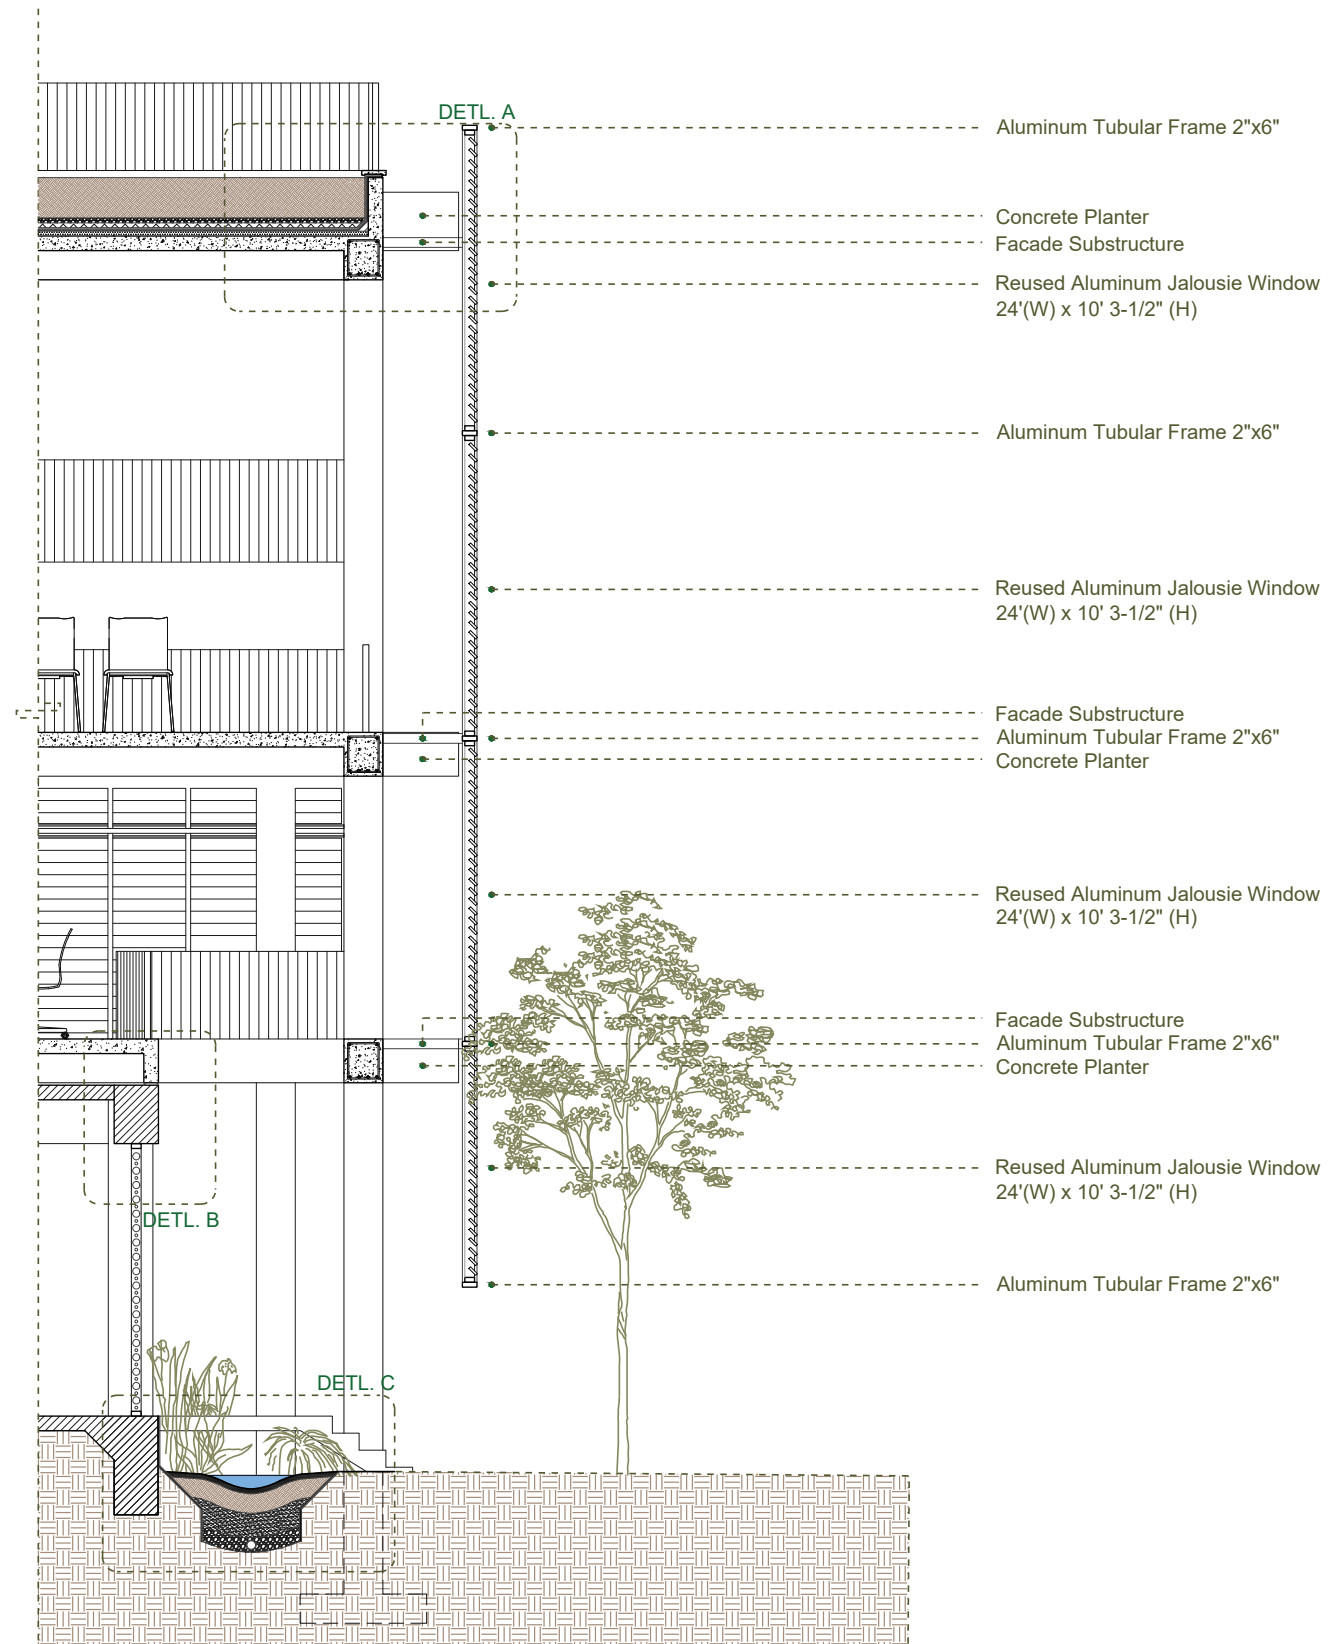 DETL. A
Aluminum Tubular Frame 2"x6"
Concrete Planter
Facade Substructure
Reused Aluminum Jalousie Window
24'(W) x 10' 3-1/2" (H)
Aluminum Tubular Frame 2"x6"
Reused Aluminum Jalousie Window
24'(W) x 10' 3-1/2" (H)
Facade Substructure
Aluminum Tubular Frame 2"x6"
Concrete Planter
Reused Aluminum Jalousie Window
24'(W) x 10' 3-1/2" (H)
Facade Substructure
Aluminum Tubular Frame 2"x6"
Concrete Planter
Reused Aluminum Jalousie Window
24'(W) x 10' 3-1/2" (H)
DETL. B
Aluminum Tubular Frame 2"x6"
DETL. C